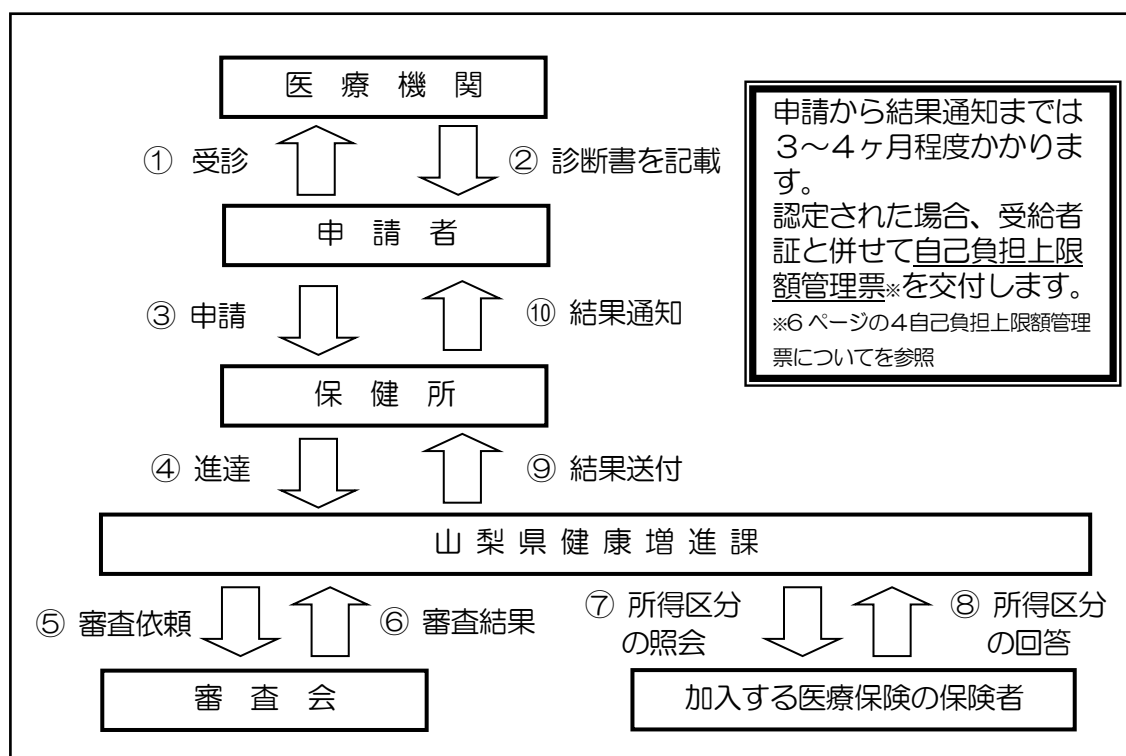 医療機関
① 受診
② 診断書を記載
申請者
③ 申請
⑩ 結果通知
保健所
④ 進達
⑨ 結果送付
山梨県健康増進課
⑤ 審査依頼
⑥ 審査結果
⑦ 所得区分
の照会
⑧ 所得区分
の回答
審査会
加入する医療保険の保険者
申請から結果通知までは
3～4ヶ月程度かかりま
す。
認定された場合、受給者
証と併せて自己負担上限
額管理票※を交付します。
※6 ページの4自己負担上限額管理
票についてを参照